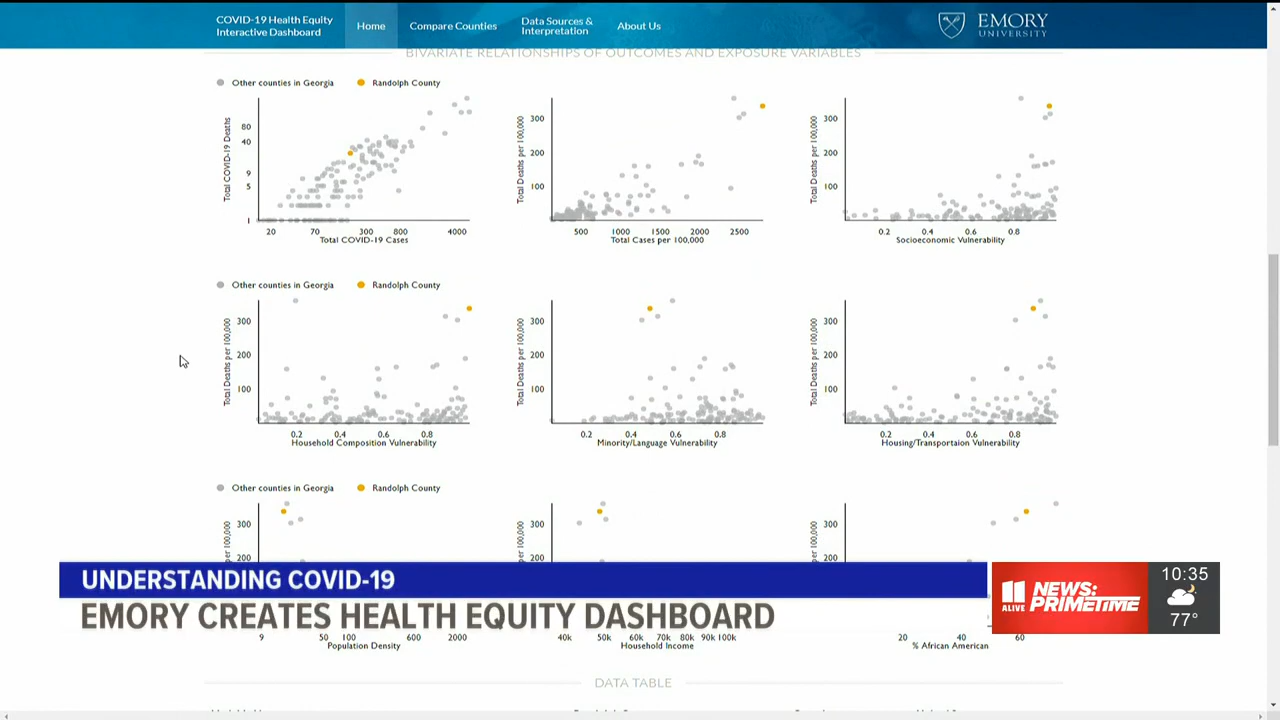 COVID-19 Health Equity
Interactive Dashboard
Home
Compare Counties
Data Sources &
Interpretation
About Us
EMORY
UNIVERSITY
BIVARIATE RELATIONSHIPS OF OUTCOMES AND EXPOSURE VARIABLES
Other counties in Georgia
Randolph County
Total COVID-19 Deaths
80
40
9
5
1
20 70 300 800 4000
Total COVID-19 Cases
Total Deaths per 100,000
300
200
100
500 1000 1500 2000 2500
Total Cases per 100,000
Total Deaths per 100,000
300
200
100
0.2 0.4 0.6 0.8
Socioeconomic Vulnerability
Other counties in Georgia
Randolph County
Total Deaths per 100,000
300
200
100
0.2 0.4 0.6 0.8
Household Composition Vulnerability
Total Deaths per 100,000
300
200
100
0.2 0.4 0.6 0.8
Minority/Language Vulnerability
Total Deaths per 100,000
300
200
100
0.2 0.4 0.6 0.8
Housing/Transportaion Vulnerability
Other counties in Georgia
Randolph County
per 100,000
300
200
per 100,000
300
200
per 100,000
300
200
UNDERSTANDING COVID-19
EMORY CREATES HEALTH EQUITY DASHBOARD
11
ALIVE
NEWS:
PRIMETIME
10:35
77°
9 50 100 600 2000
Population Density
40k 50k 60k 70k 80k 90k 100k
Household Income
20 40 60
% African American
DATA TABLE